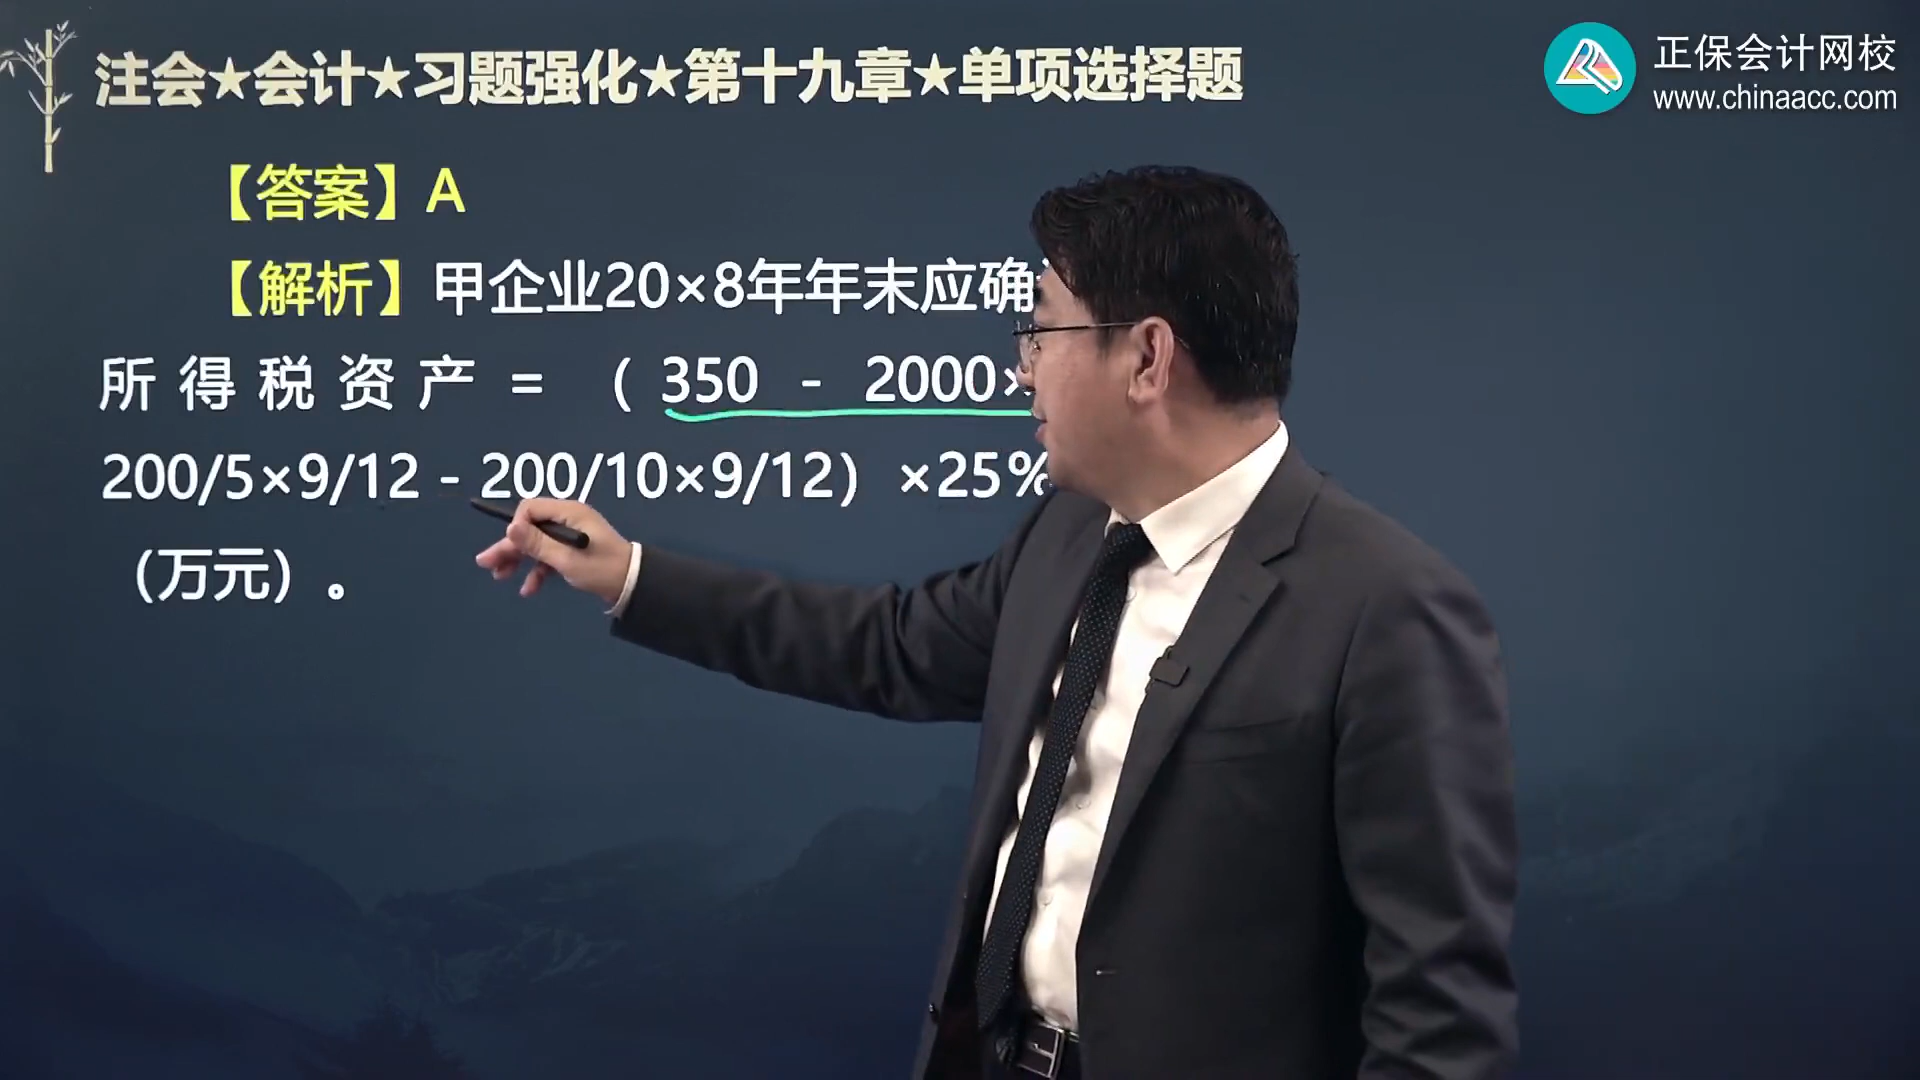 注会★会计★习题强化★第十九章★单项选择题
正保会计网校
www.chinaacc.com
【答案】A
【解析】甲企业20×8年年末应确
所得税资产=(350-2000×
200/5×9/12-200/10×9/12)×25%
(万元)。